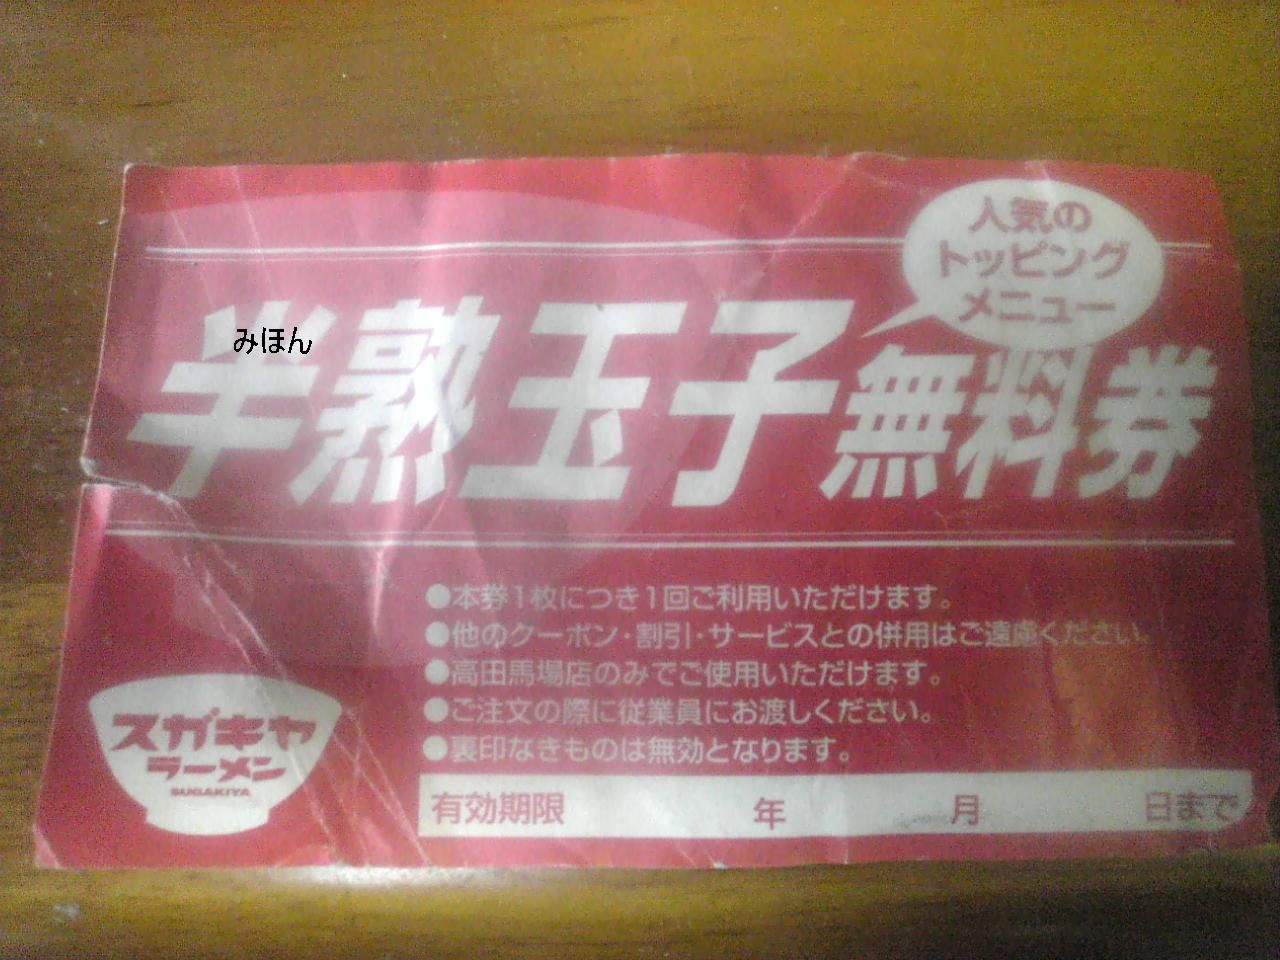 人気の
トッピング
メニュー
みほん
半熟玉子無料券
●本券1枚につき1回ご利用いただけます。
●他のクーポン・割引・サービスとの併用はご遠慮ください。
●高田馬場店のみでご使用いただけます。
●ご注文の際に従業員にお渡しください。
●裏印なきものは無効となります。
有効期限 年 月 日まで
スガキヤ
ラーメン
SUGAKIYA